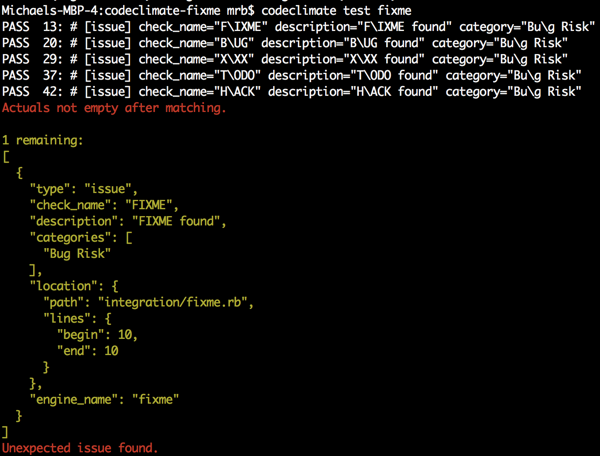 Michaels-MBP-4:codeclimate-fixme mrb$ codeclimate test fixme
PASS  13: # [issue] check_name="F\IXME" description="F\IXME found" category="Bu\g Risk"
PASS  20: # [issue] check_name="B\UG" description="B\UG found" category="Bu\g Risk"
PASS  29: # [issue] check_name="X\XX" description="X\XX found" category="Bu\g Risk"
PASS  37: # [issue] check_name="T\ODO" description="T\ODO found" category="Bu\g Risk"
PASS  42: # [issue] check_name="H\ACK" description="H\ACK found" category="Bu\g Risk"
Actuals not empty after matching.

1 remaining:
[
  {
    "type": "issue",
    "check_name": "FIXME",
    "description": "FIXME found",
    "categories": [
      "Bug Risk"
    ],
    "location": {
      "path": "integration/fixme.rb",
      "lines": {
        "begin": 10,
        "end": 10
      }
    },
    "engine_name": "fixme"
  }
]
Unexpected issue found.